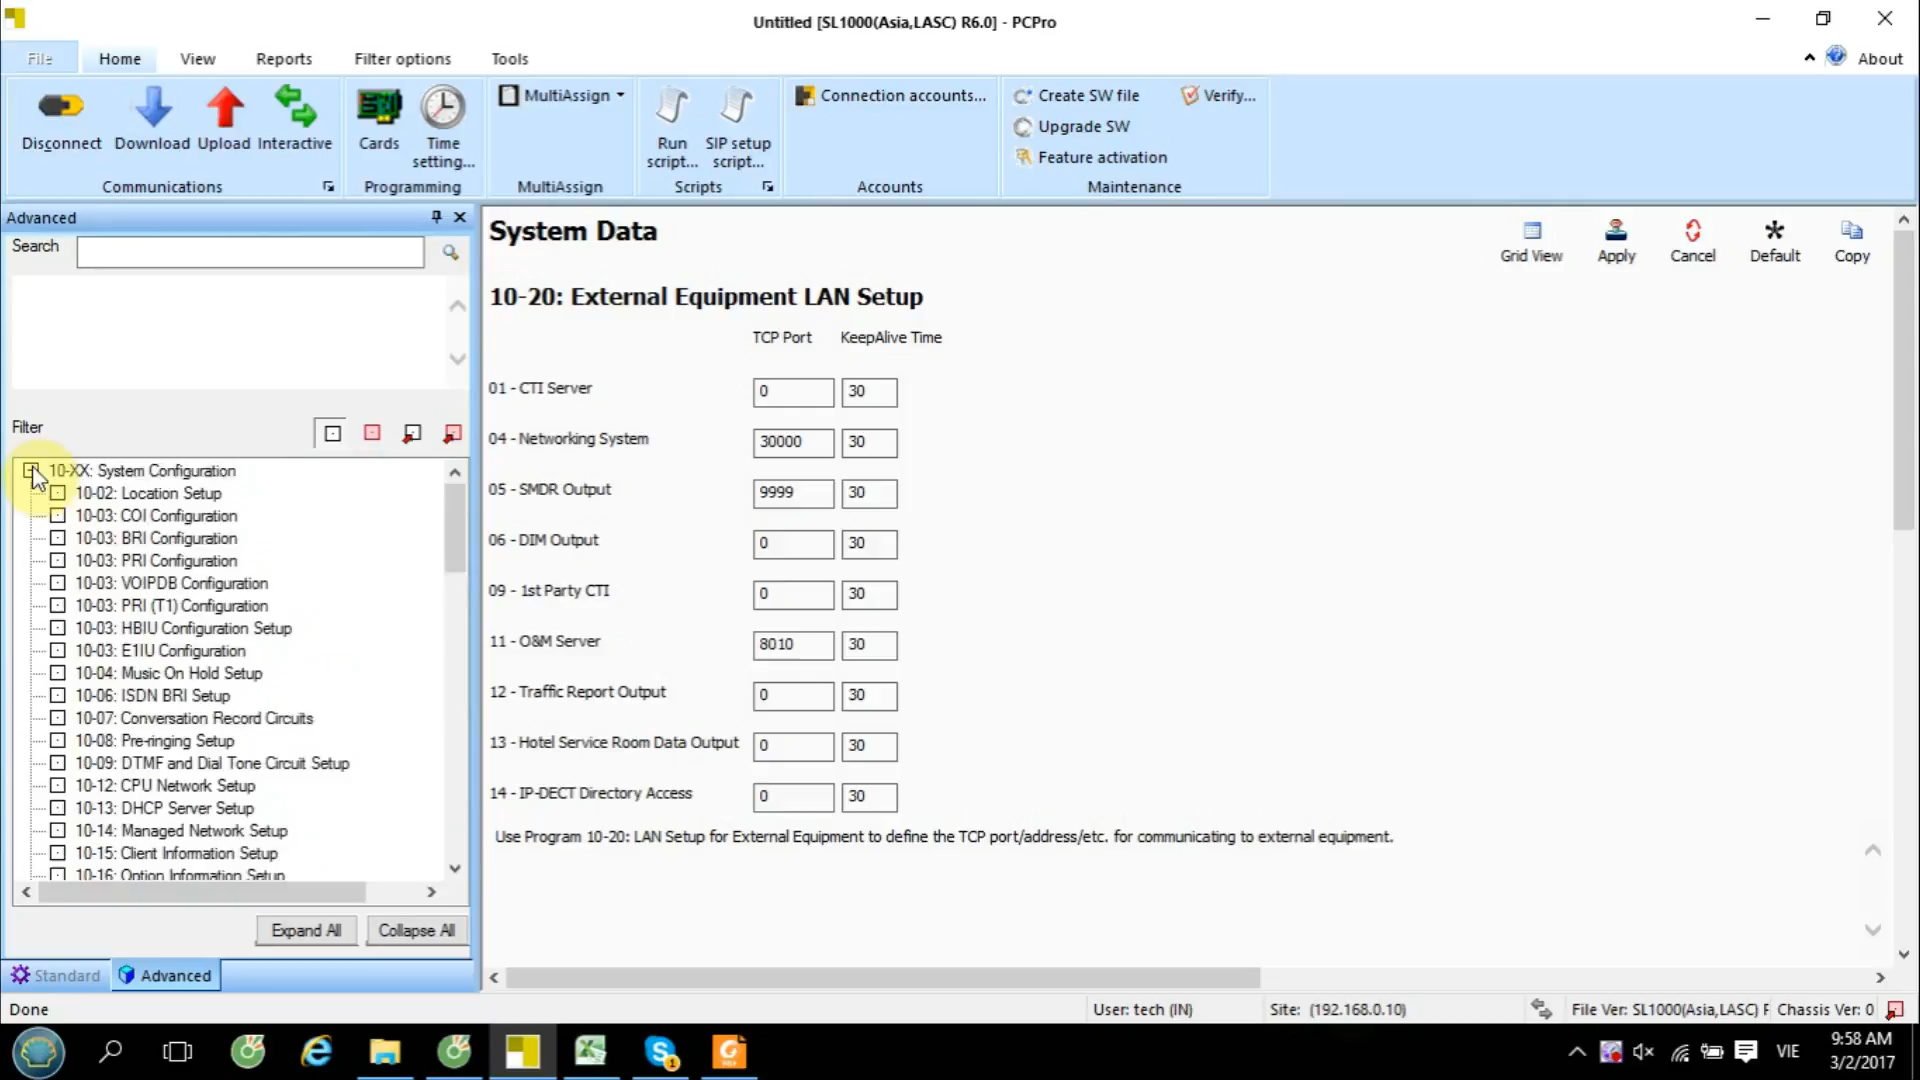 Untitled [SL1000(Asia,LASC) R6.0] - PCPro
File Home View Reports Filter options Tools About
Disconnect Download Upload Interactive Cards Time setting... MultiAssign Run script... SIP setup script... Connection accounts... Create SW file Verify...
Upgrade SW
Feature activation
Communications Programming MultiAssign Scripts Accounts Maintenance
Advanced
Search
Filter
10-XX: System Configuration
10-02: Location Setup
10-03: COI Configuration
10-03: BRI Configuration
10-03: PRI Configuration
10-03: VOIPDB Configuration
10-03: PRI (T1) Configuration
10-03: HBIU Configuration Setup
10-03: E1IU Configuration
10-04: Music On Hold Setup
10-06: ISDN BRI Setup
10-07: Conversation Record Circuits
10-08: Pre-ringing Setup
10-09: DTMF and Dial Tone Circuit Setup
10-12: CPU Network Setup
10-13: DHCP Server Setup
10-14: Managed Network Setup
10-15: Client Information Setup
10-16: Option Information Setup
Expand All Collapse All
Standard Advanced
System Data
Grid View Apply Cancel Default Copy
10-20: External Equipment LAN Setup
TCP Port KeepAlive Time
01 - CTI Server 0 30
04 - Networking System 30000 30
05 - SMDR Output 9999 30
06 - DIM Output 0 30
09 - 1st Party CTI 0 30
11 - O&M Server 8010 30
12 - Traffic Report Output 0 30
13 - Hotel Service Room Data Output 0 30
14 - IP-DECT Directory Access 0 30
Use Program 10-20: LAN Setup for External Equipment to define the TCP port/address/etc. for communicating to external equipment.
Done User: tech (IN) Site: (192.168.0.10) File Ver: SL1000(Asia,LASC) F Chassis Ver: 0
VIE 9:58 AM
3/2/2017